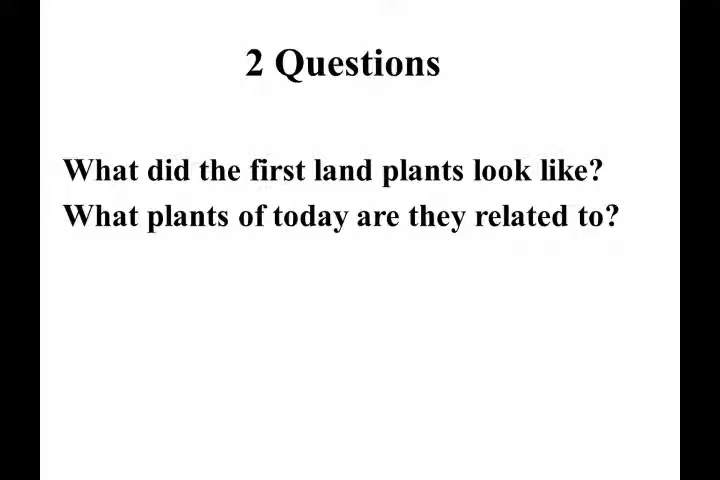 2 Questions
What did the first land plants look like?
What plants of today are they related to?